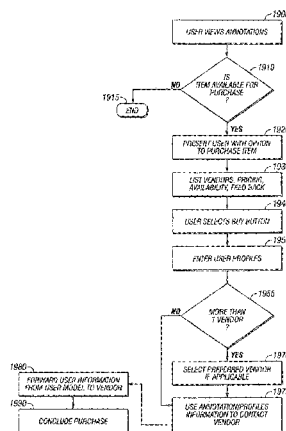 190
USER VIEWS ANNOTATIONS
1910
IS
ITEM AVAILABLE FOR
PURCHASE
?
NO
1915
END
YES
192
PRESENT USER WITH OPTION
TO PURCHASE ITEM
193
LIST VENDORS, PRICING,
AVAILABILITY, FEED BACK
194
USER SELECTS BUY BUTTON
195
ENTER USER PROFILES
1955
MORE THAN
1 VENDOR
?
NO
YES
197
SELECT PREFERRED VENDOR
IF APPLICABLE
197
USE ANNOTATION/PROFILES
INFORMATION TO CONTACT
VENDOR
1980
FORWARD USER INFORMATION
FROM USER MODEL TO VENDOR
1990
CONCLUDE PURCHASE